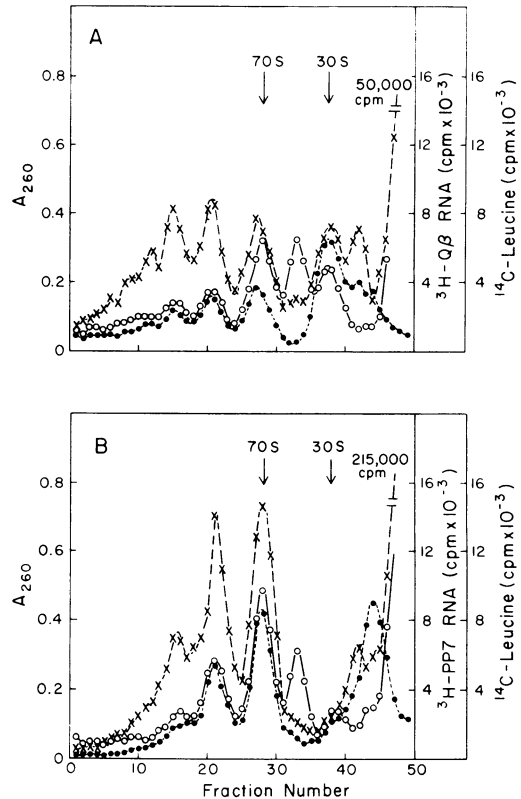 A
70 S
30 S
50,000
cpm
0.8
0.6
0.4
0.2
0
A260
16
12
8
4
³H-Qβ RNA (cpm x 10⁻³)
16
12
8
4
¹⁴C-Leucine (cpm x 10⁻³)
B
70 S
30 S
215,000
cpm
0.8
0.6
0.4
0.2
0
A260
16
12
8
4
³H-PP7 RNA (cpm x 10⁻³)
16
12
8
4
¹⁴C-Leucine (cpm x 10⁻³)
0 10 20 30 40 50
Fraction Number